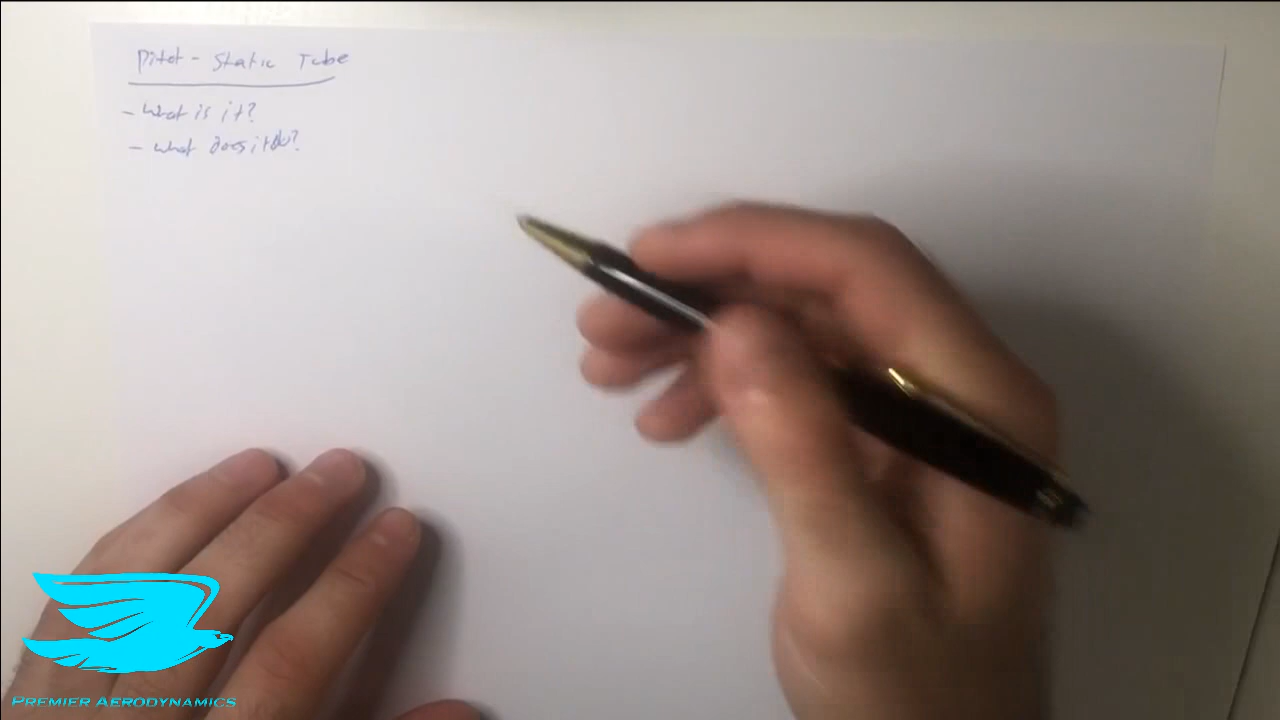 Pitot - Static Tube
- What is it?
- What does it do?
PREMIER AERODYNAMICS